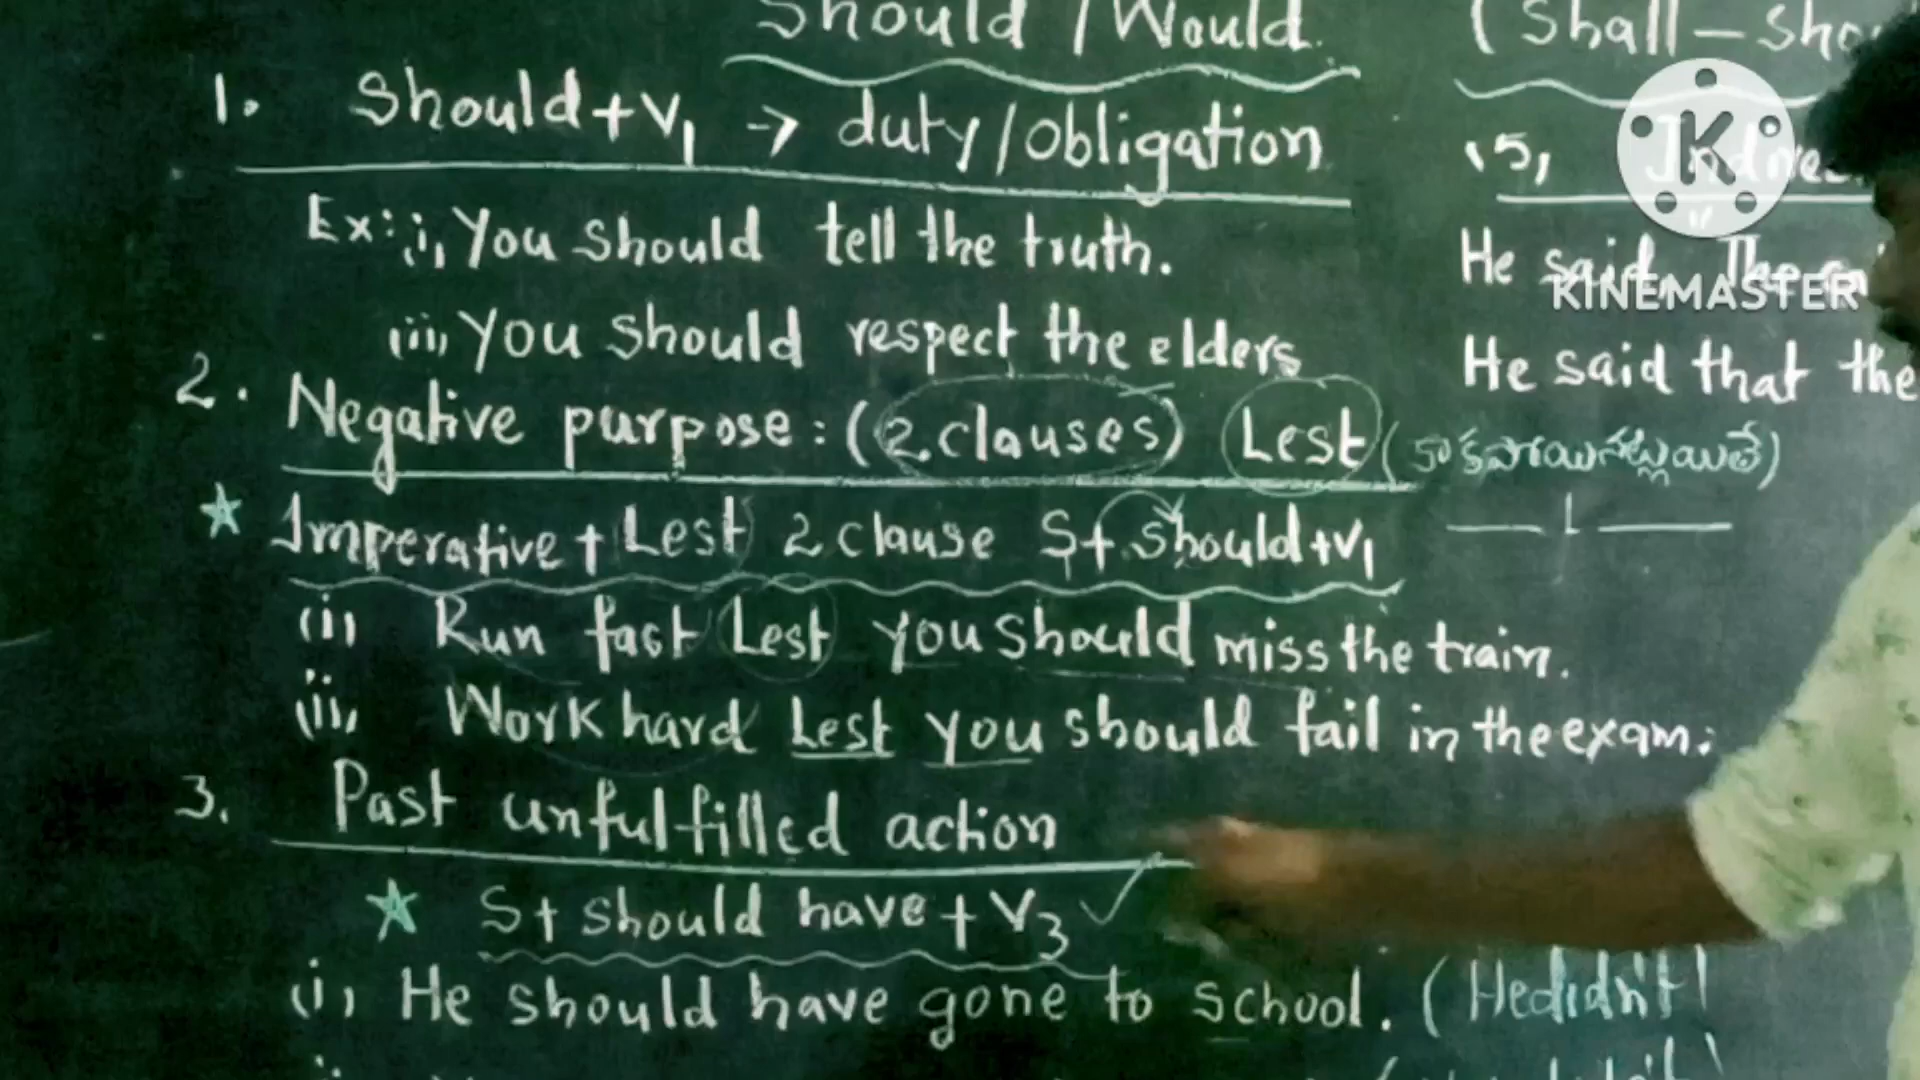 Should / Would.
(Shall – Sho
1. Should + V1 → duty/obligation
Ex: i, You should tell the truth.
(ii, You should respect the elders
2. Negative purpose: (2.clauses) Lest
Imperative + Lest 2 clause S + should + V1
(i) Run fast Lest you should miss the train.
(ii, Work hard Lest you should fail in the exam.
3. Past unfulfilled action
S + should have + V3 ✓
(i) He should have gone to school. (He didn't)
(5,
He said, "The
He said that the
K
KINEMASTER